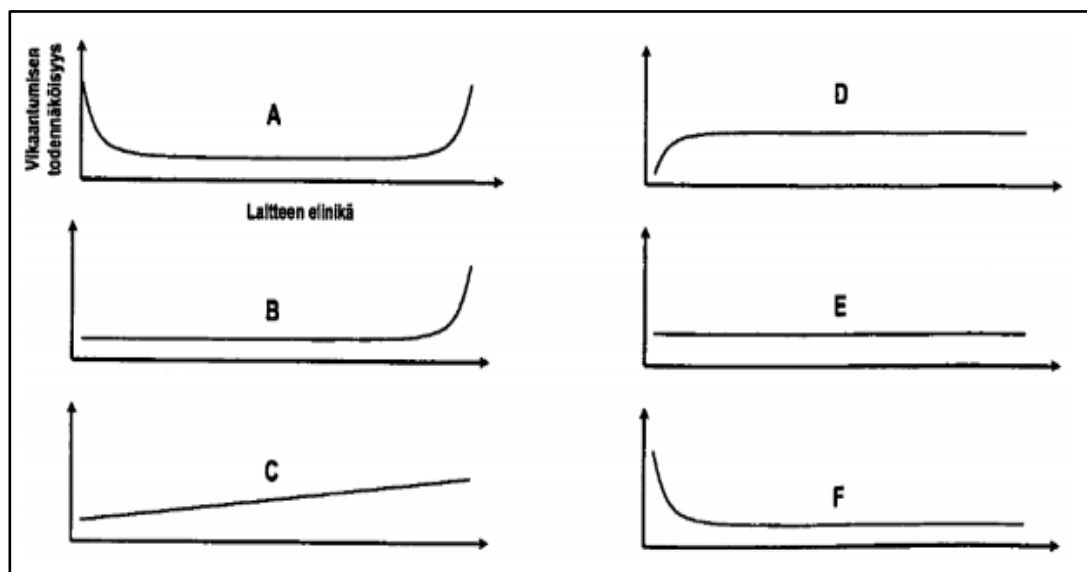 Vikaantumisen
todennäköisyys
A
Laitteen elinikä
B
C
D
E
F